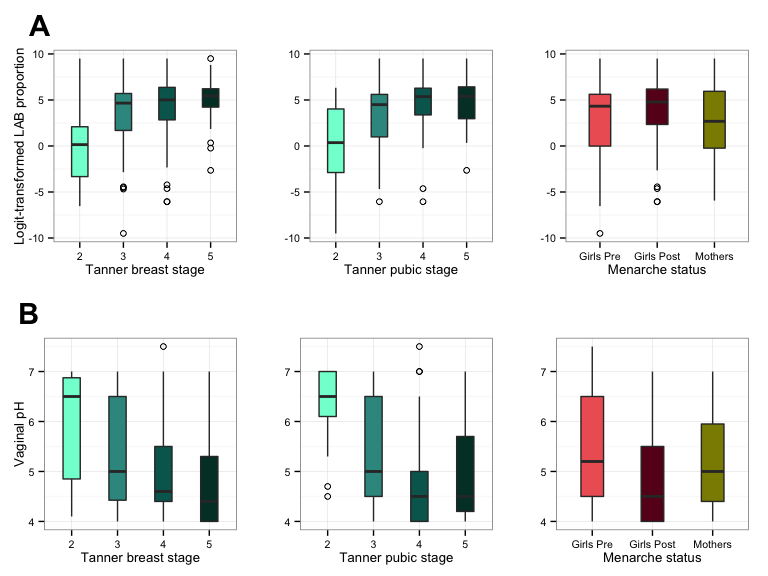 A
Logit-transformed LAB proportion
10
5
0
-5
-10
2 3 4 5
Tanner breast stage
10
5
0
-5
-10
2 3 4 5
Tanner pubic stage
10
5
0
-5
-10
Girls Pre Girls Post Mothers
Menarche status
B
Vaginal pH
7
6
5
4
2 3 4 5
Tanner breast stage
7
6
5
4
2 3 4 5
Tanner pubic stage
7
6
5
4
Girls Pre Girls Post Mothers
Menarche status